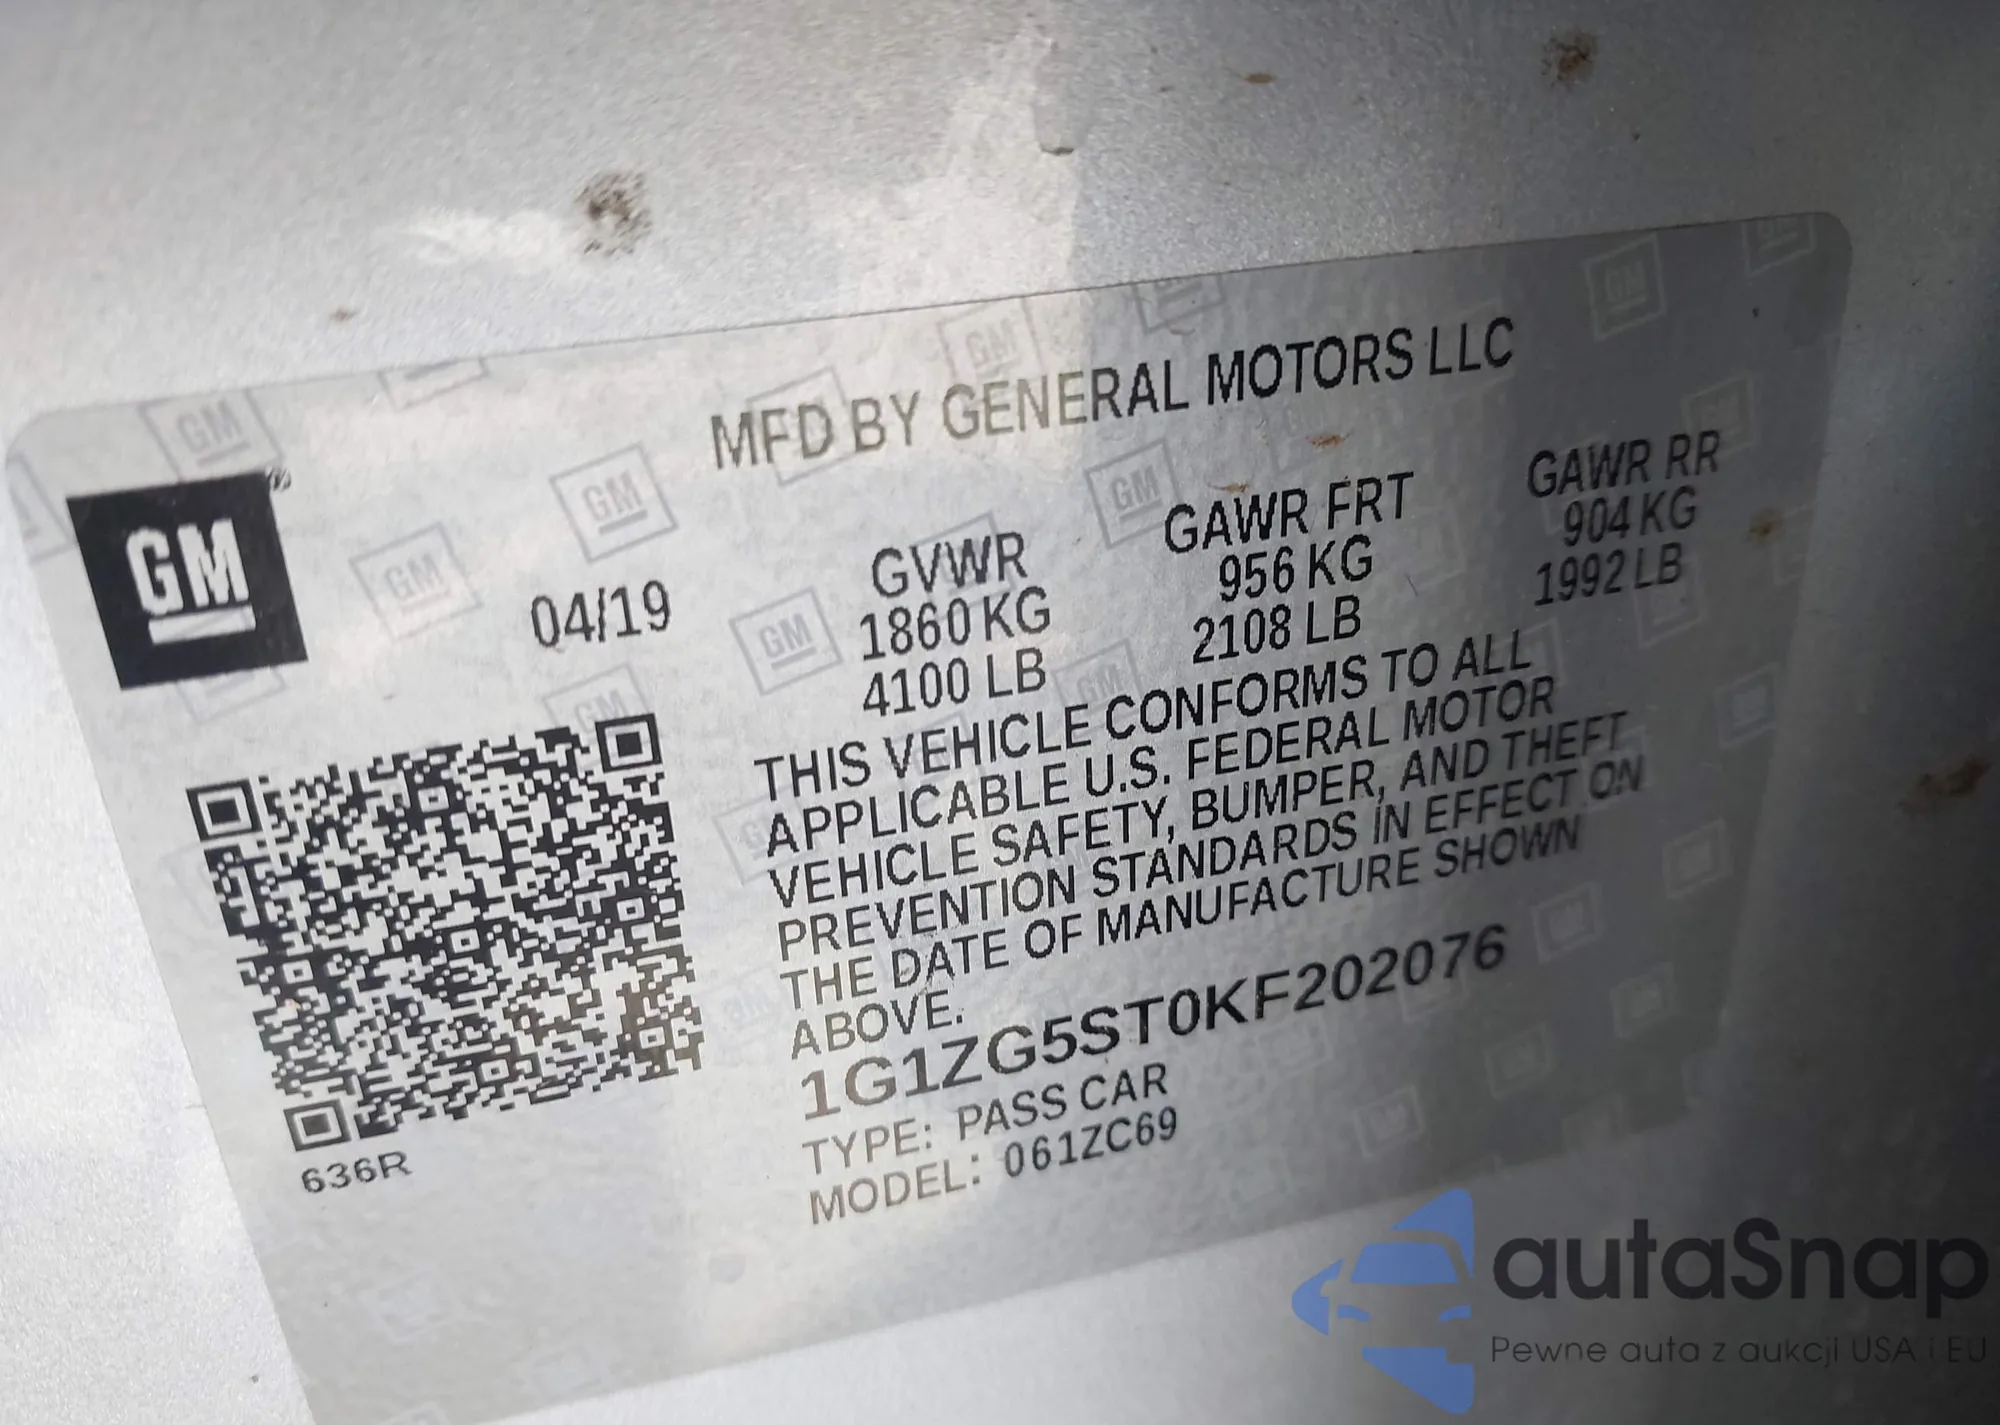 MFD BY GENERAL MOTORS LLC
GM
04/19
GVWR
1860 KG
4100 LB
GAWR FRT
956 KG
2108 LB
GAWR RR
904 KG
1992 LB
THIS VEHICLE CONFORMS TO ALL
APPLICABLE U.S. FEDERAL MOTOR
VEHICLE SAFETY, BUMPER, AND THEFT
PREVENTION STANDARDS IN EFFECT ON
THE DATE OF MANUFACTURE SHOWN
ABOVE.
1G1ZG5ST0KF202076
TYPE: PASS CAR
MODEL: 061ZC69
636R
autaSnap
Pewne auta z aukcji USA i EU